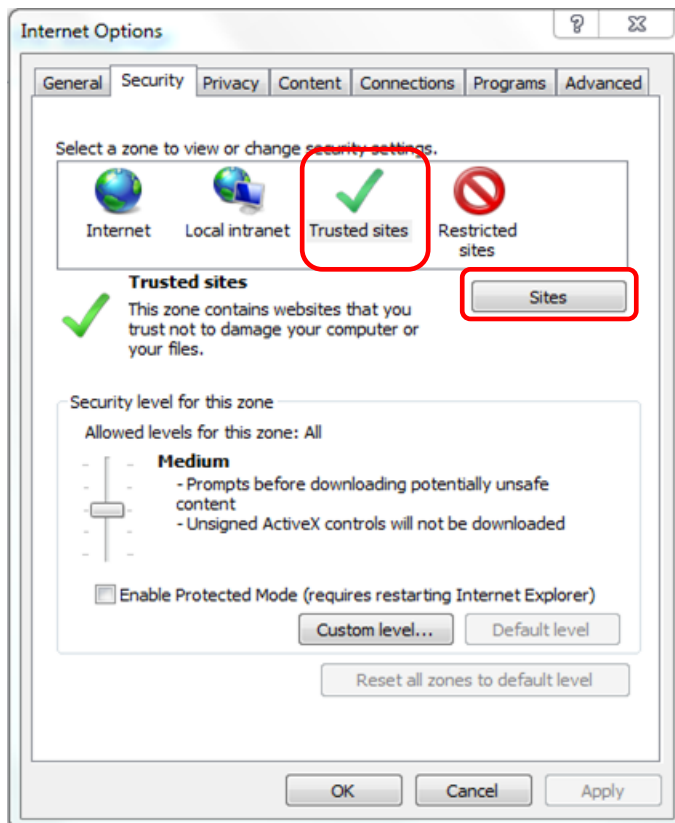 Internet Options
General Security Privacy Content Connections Programs Advanced
Select a zone to view or change security settings.
Internet Local intranet Trusted sites Restricted
sites
Trusted sites
Sites
This zone contains websites that you
trust not to damage your computer or
your files.
Security level for this zone
Allowed levels for this zone: All
Medium
- Prompts before downloading potentially unsafe
content
- Unsigned ActiveX controls will not be downloaded
Enable Protected Mode (requires restarting Internet Explorer)
Custom level... Default level
Reset all zones to default level
OK Cancel Apply